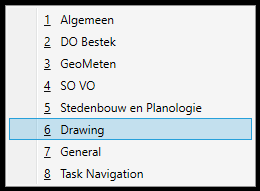 1 Algemeen
2 DO Bestek
3 GeoMeten
4 SO VO
5 Stedenbouw en Planologie
6 Drawing
7 General
8 Task Navigation